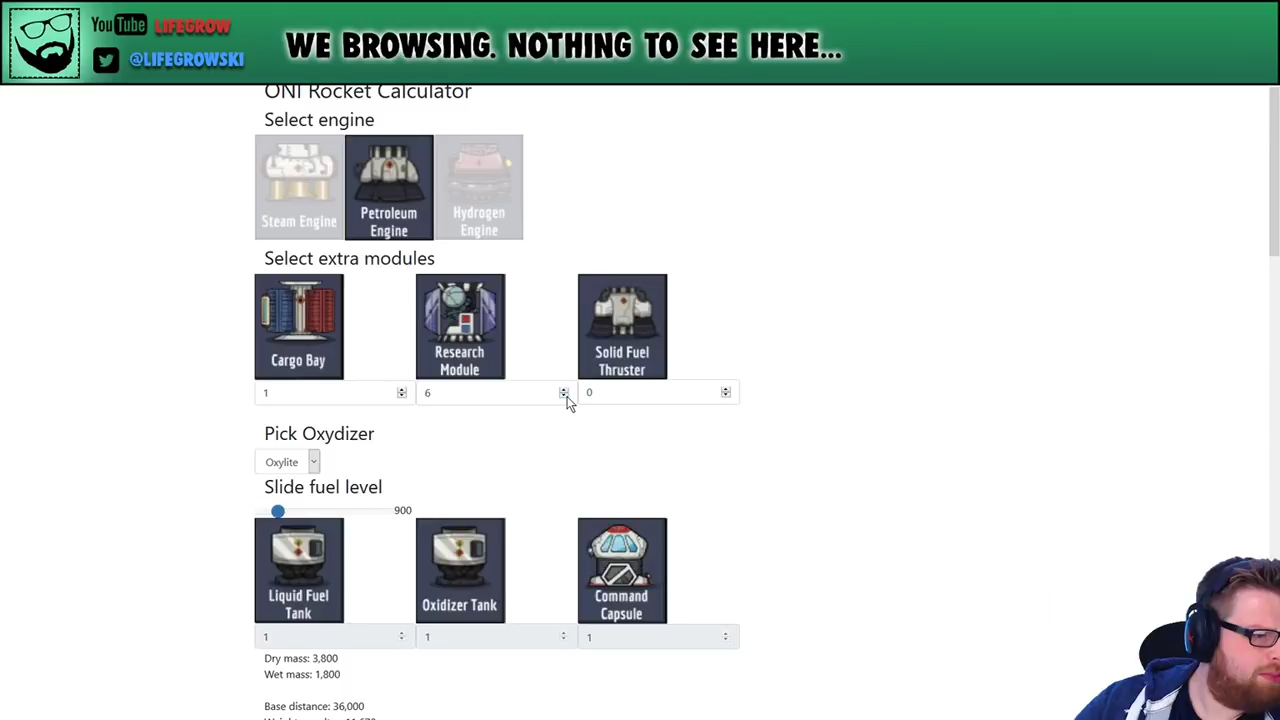 YouTube LIFEGROW
@LIFEGROWSKI
WE BROWSING. NOTHING TO SEE HERE...
ONI Rocket Calculator
Select engine
Steam Engine
Petroleum
Engine
Hydrogen
Engine
Select extra modules
Cargo Bay
Research
Module
Solid Fuel
Thruster
1
6
0
Pick Oxydizer
Oxylite
Slide fuel level
900
Liquid Fuel
Tank
Oxidizer Tank
Command
Capsule
1
1
1
Dry mass: 3,800
Wet mass: 1,800
Base distance: 36,000